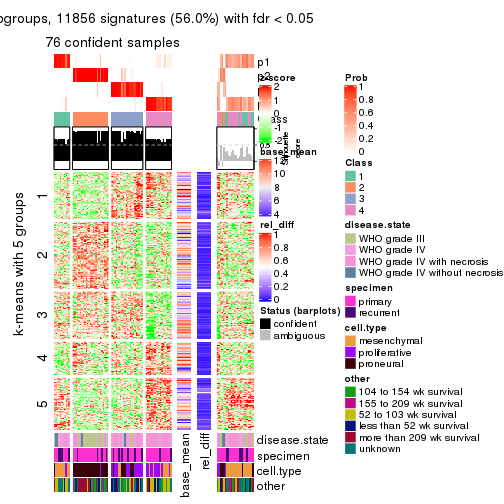 ogroups, 11856 signatures (56.0%) with fdr < 0.05
76 confident samples
p1
z-score
2
1
-1
-2
base_mean
12
10
8
6
4
rel_diff
1
0.8
0.6
0.4
0.2
0
Status (barplots)
confident
ambiguous
Prob
1
0.8
0.6
0.4
0.2
0
Class
1
2
3
4
disease.state
WHO grade III
WHO grade IV
WHO grade IV with necrosis
WHO grade IV without necrosis
specimen
primary
recurrent
cell.type
mesenchymal
proliferative
proneural
other
104 to 154 wk survival
155 to 209 wk survival
52 to 103 wk survival
less than 52 wk survival
more than 209 wk survival
unknown
k-means with 5 groups
1
2
3
4
5
disease.state
specimen
cell.type
other
base_mean
rel_diff